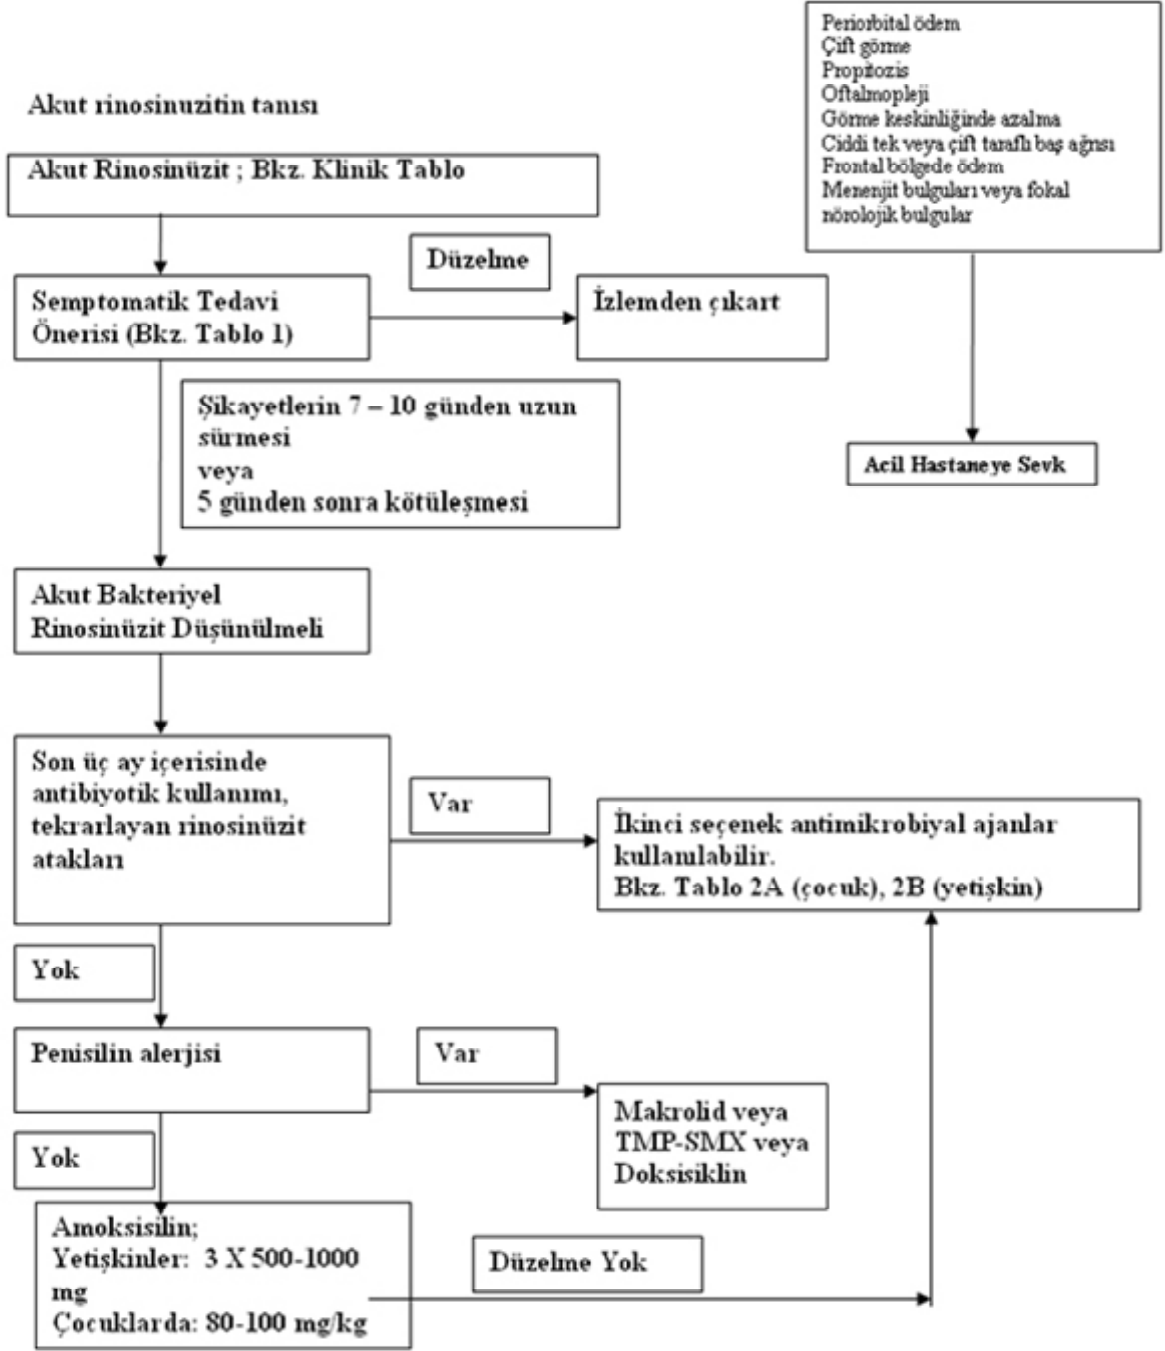 Periorbital ödem
Çift görme
Propitozis
Oftalmopleji
Görme keskinliğinde azalma
Ciddi tek veya çift taraflı baş ağrısı
Frontal bölgede ödem
Menenjit bulguları veya fokal
nörolojik bulgular
Akut rinosinuzitin tanısı
Akut Rinosinüzit ; Bkz. Klinik Tablo
Düzelme
Semptomatik Tedavi
Önerisi (Bkz. Tablo 1)
İzlemden çıkart
Şikayetlerin 7 – 10 günden uzun
sürmesi
veya
5 günden sonra kötüleşmesi
Acil Hastaneye Sevk
Akut Bakteriyel
Rinosinüzit Düşünülmeli
Son üç ay içerisinde
antibiyotik kullanımı,
tekrarlayan rinosinüzit
atakları
Var
İkinci seçenek antimikrobiyal ajanlar
kullanılabilir.
Bkz. Tablo 2A (çocuk), 2B (yetişkin)
Yok
Penisilin alerjisi
Var
Makrolid veya
TMP-SMX veya
Doksisiklin
Yok
Amoksisilin;
Yetişkinler: 3 X 500-1000
mg
Çocuklarda: 80-100 mg/kg
Düzelme Yok